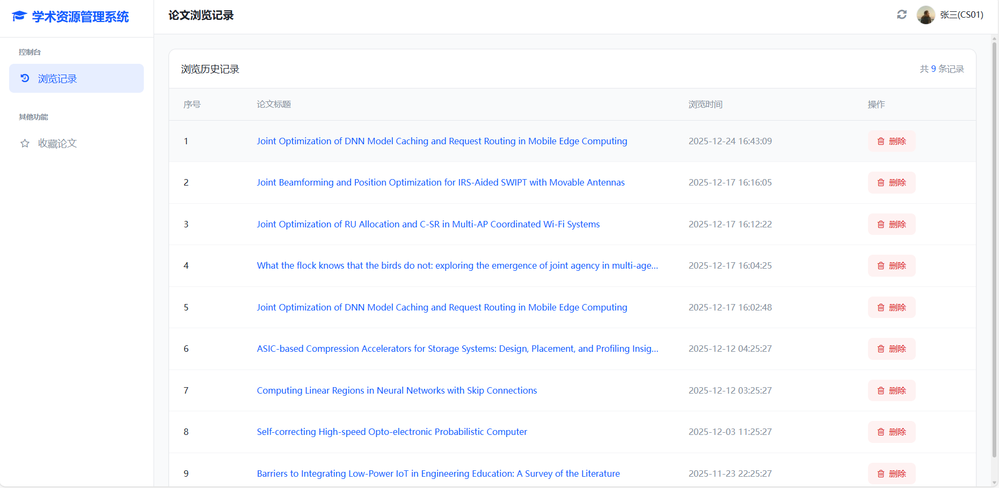 学术资源管理系统
论文浏览记录
张三(CS01)
控制台
浏览记录
其他功能
收藏论文
浏览历史记录
共 9 条记录
序号 论文标题 浏览时间 操作
1 Joint Optimization of DNN Model Caching and Request Routing in Mobile Edge Computing 2025-12-24 16:43:09 删除
2 Joint Beamforming and Position Optimization for IRS-Aided SWIPT with Movable Antennas 2025-12-17 16:16:05 删除
3 Joint Optimization of RU Allocation and C-SR in Multi-AP Coordinated Wi-Fi Systems 2025-12-17 16:12:22 删除
4 What the flock knows that the birds do not: exploring the emergence of joint agency in multi-age... 2025-12-17 16:04:25 删除
5 Joint Optimization of DNN Model Caching and Request Routing in Mobile Edge Computing 2025-12-17 16:02:48 删除
6 ASIC-based Compression Accelerators for Storage Systems: Design, Placement, and Profiling Insig... 2025-12-12 04:25:27 删除
7 Computing Linear Regions in Neural Networks with Skip Connections 2025-12-12 03:25:27 删除
8 Self-correcting High-speed Opto-electronic Probabilistic Computer 2025-12-03 11:25:27 删除
9 Barriers to Integrating Low-Power IoT in Engineering Education: A Survey of the Literature 2025-11-23 22:25:27 删除